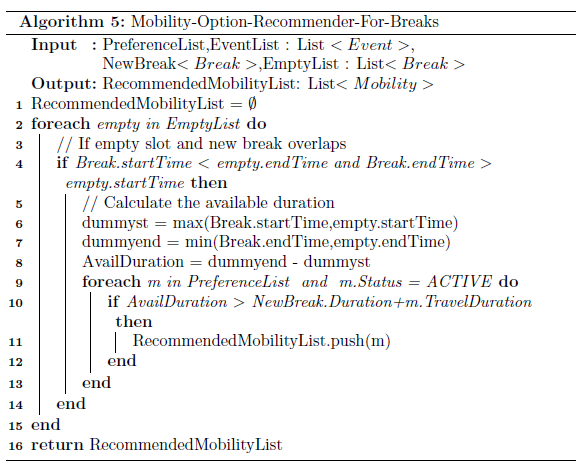 Algorithm 5: Mobility-Option-Recommender-For-Breaks
Input : PreferenceList,EventList : List < Event >,
NewBreak< Break >,EmptyList : List< Break >
Output: RecommendedMobilityList: List< Mobility >
1 RecommendedMobilityList = ∅
2 foreach empty in EmptyList do
3 // If empty slot and new break overlaps
4 if Break.startTime < empty.endTime and Break.endTime >
empty.startTime then
5 // Calculate the available duration
6 dummyst = max(Break.startTime,empty.startTime)
7 dummyend = min(Break.endTime,empty.endTime)
8 AvailDuration = dummyend - dummyst
9 foreach m in PreferenceList and m.Status = ACTIVE do
10 if AvailDuration > NewBreak.Duration+m.TravelDuration
then
11 RecommendedMobilityList.push(m)
12 end
13 end
14 end
15 end
16 return RecommendedMobilityList